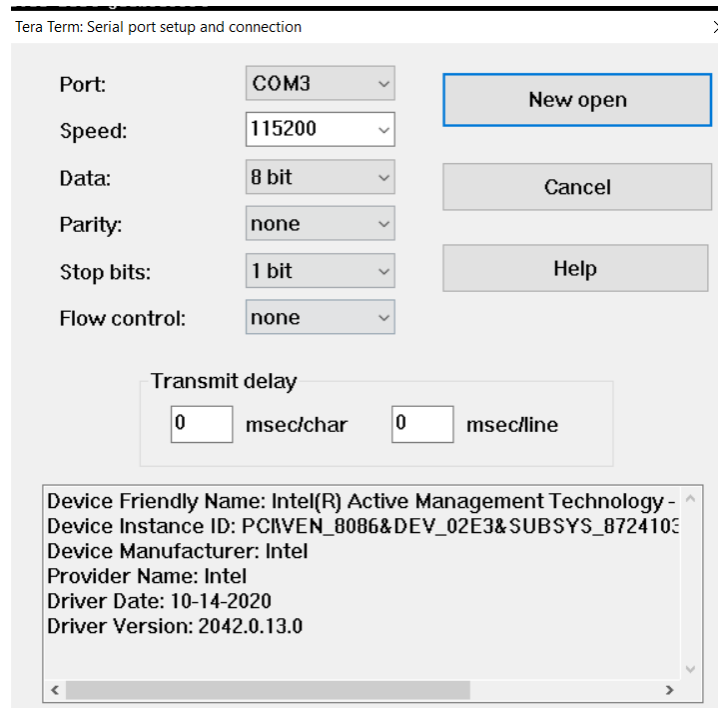 Tera Term: Serial port setup and connection
Port: COM3 New open
Speed: 115200
Data: 8 bit Cancel
Parity: none
Stop bits: 1 bit Help
Flow control: none
Transmit delay
0 msec/char 0 msec/line
Device Friendly Name: Intel(R) Active Management Technology -
Device Instance ID: PCI\VEN_8086&DEV_02E3&SUBSYS_8724103
Device Manufacturer: Intel
Provider Name: Intel
Driver Date: 10-14-2020
Driver Version: 2042.0.13.0